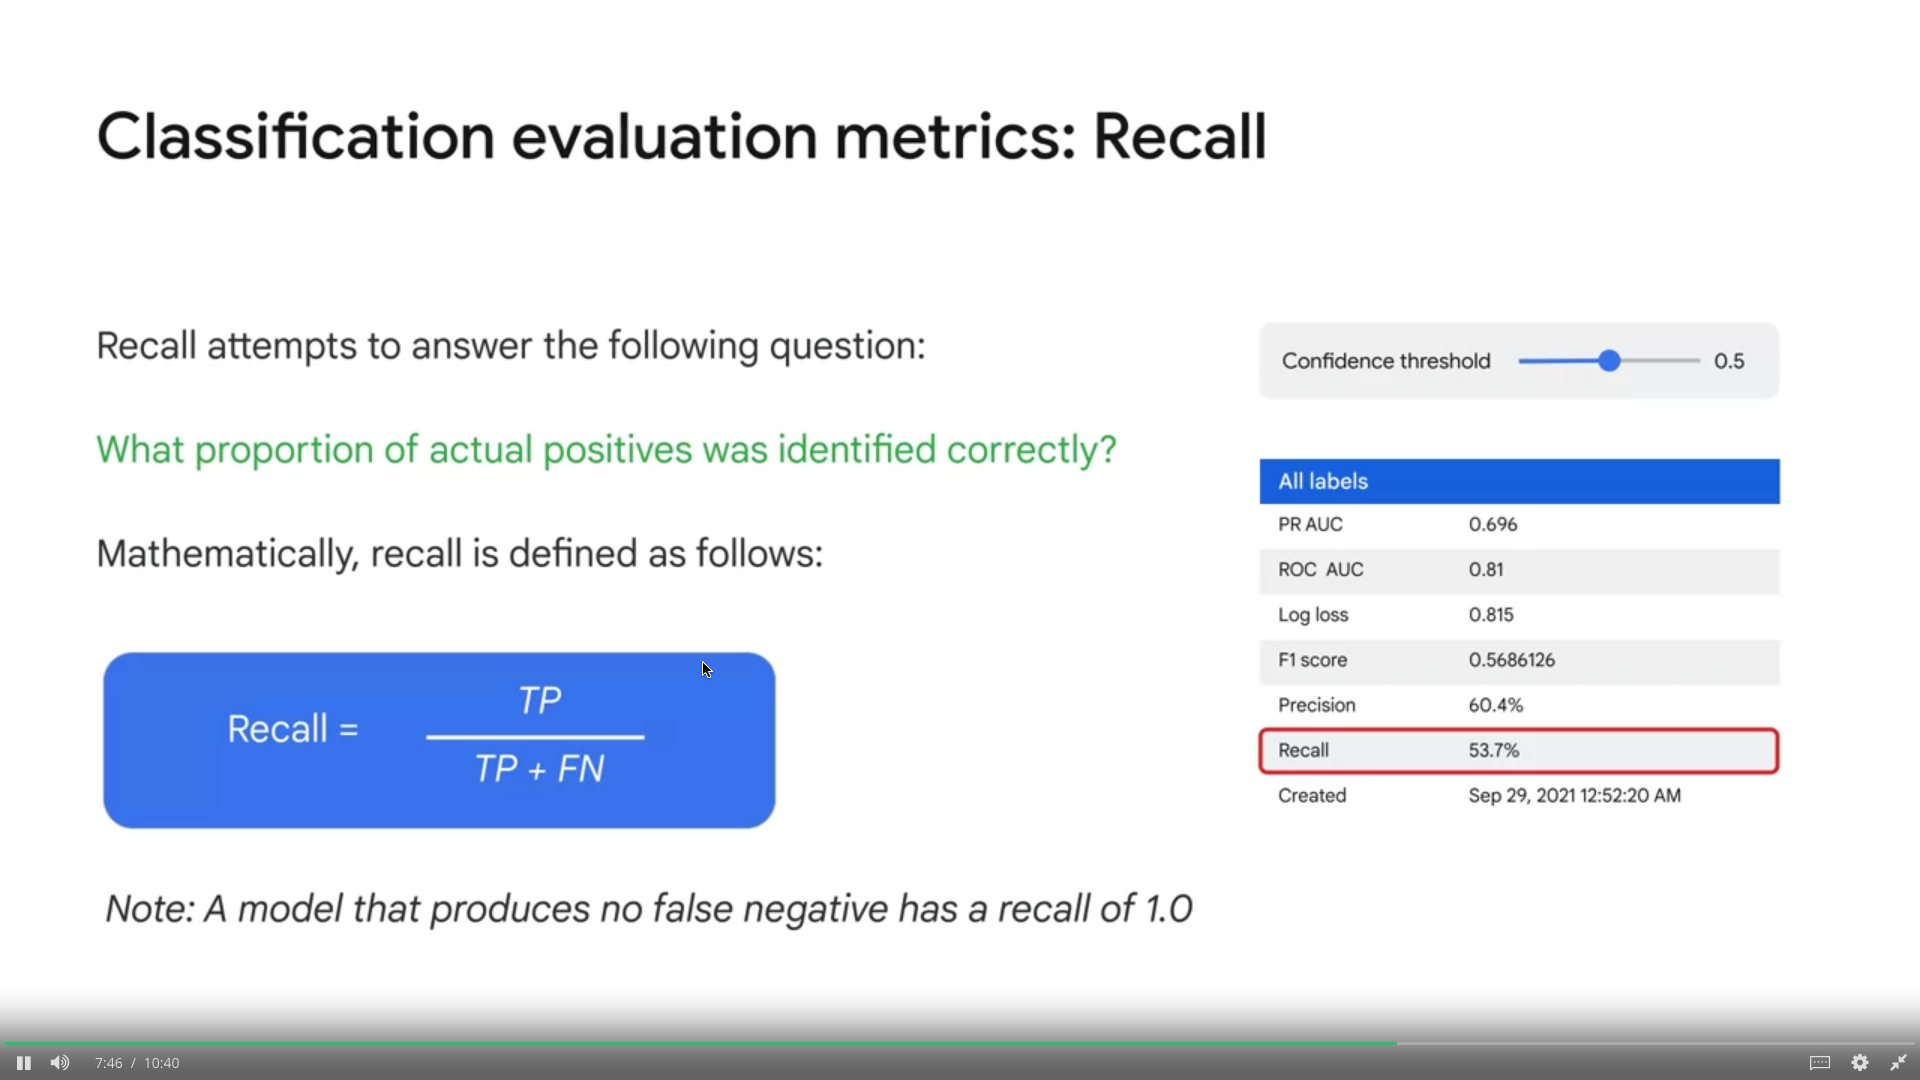 Classification evaluation metrics: Recall
Recall attempts to answer the following question:
What proportion of actual positives was identified correctly?
Mathematically, recall is defined as follows:
Recall =
TP
TP + FN
Note: A model that produces no false negative has a recall of 1.0
Confidence threshold 0.5
All labels
PR AUC 0.696
ROC AUC 0.81
Log loss 0.815
F1 score 0.5686126
Precision 60.4%
Recall 53.7%
Created Sep 29, 2021 12:52:20 AM
7:46 / 10:40